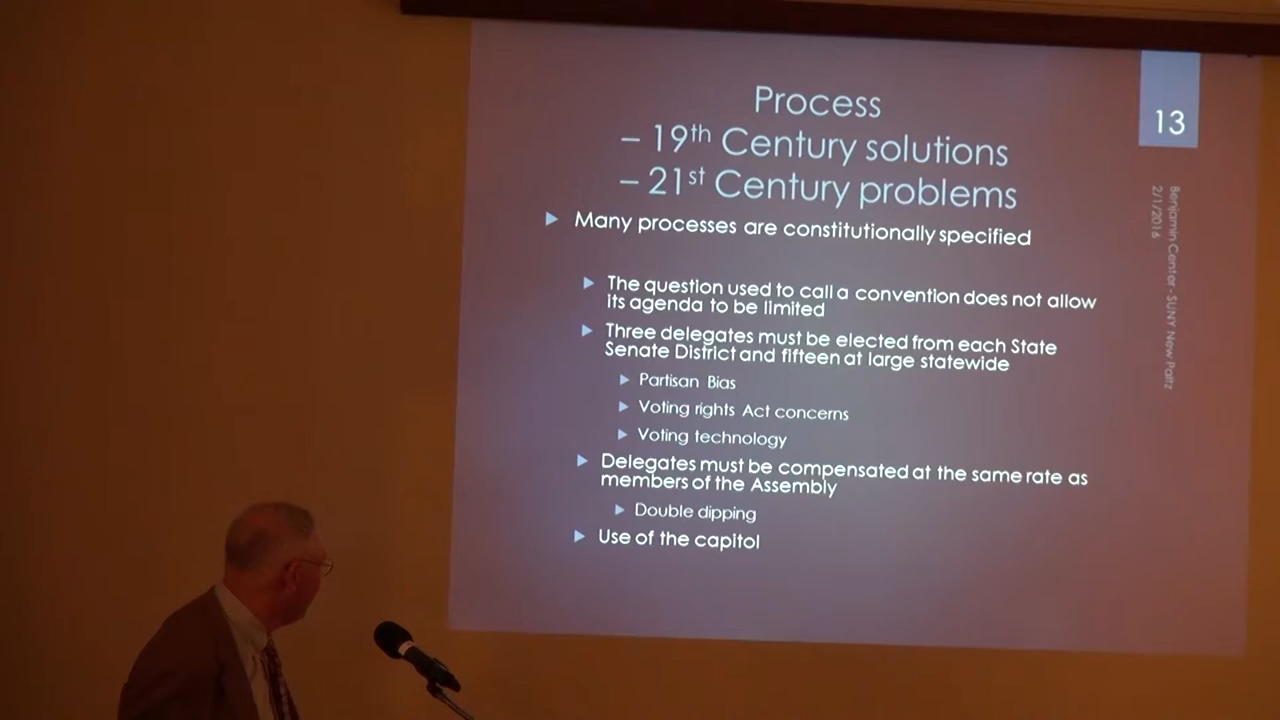 Process
– 19th Century solutions
– 21st Century problems
13
Many processes are constitutionally specified
The question used to call a convention does not allow
its agenda to be limited
Three delegates must be elected from each State
Senate District and fifteen at large statewide
Partisan Bias
Voting rights Act concerns
Voting technology
Delegates must be compensated at the same rate as
members of the Assembly
Double dipping
Use of the capitol
Benjamin Center - SUNY New Paltz
2/1/2016